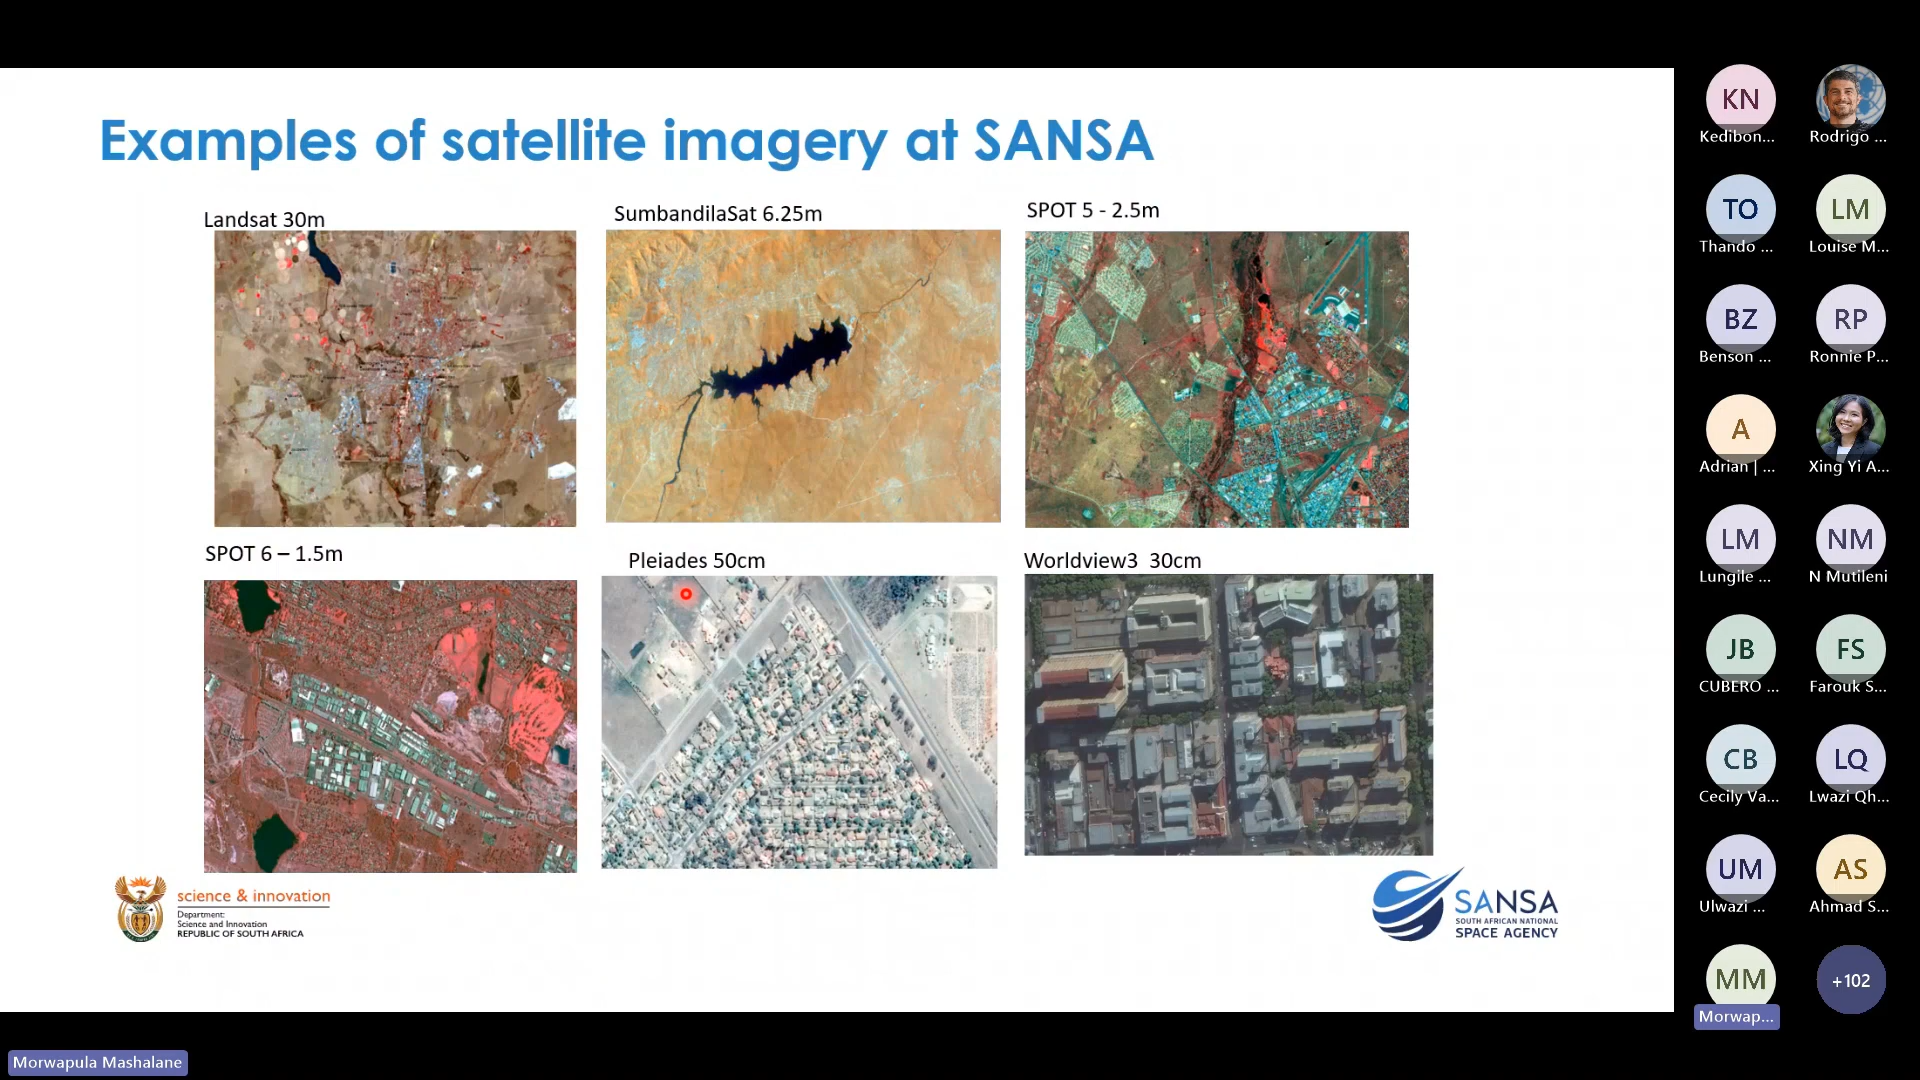 Examples of satellite imagery at SANSA
Landsat 30m
SumbandilaSat 6.25m
SPOT 5 - 2.5m
SPOT 6 – 1.5m
Pleiades 50cm
Worldview3 30cm
science & innovation
Department:
Science and Innovation
REPUBLIC OF SOUTH AFRICA
SANSA
SOUTH AFRICAN NATIONAL
SPACE AGENCY
KN
Kedibon...
Rodrigo ...
TO
Thando ...
LM
Louise M...
BZ
Benson ...
RP
Ronnie P...
A
Adrian | ...
Xing Yi A...
LM
Lungile ...
NM
N Mutileni
JB
CUBERO ...
FS
Farouk S...
CB
Cecily Va...
LQ
Lwazi Qh...
UM
Ulwazi ...
AS
Ahmad S...
MM
Morwap...
+102
Morwapula Mashalane